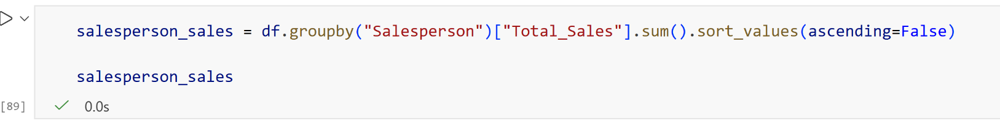 salesperson_sales = df.groupby("Salesperson")["Total_Sales"].sum().sort_values(ascending=False)
salesperson_sales
[89]
0.0s